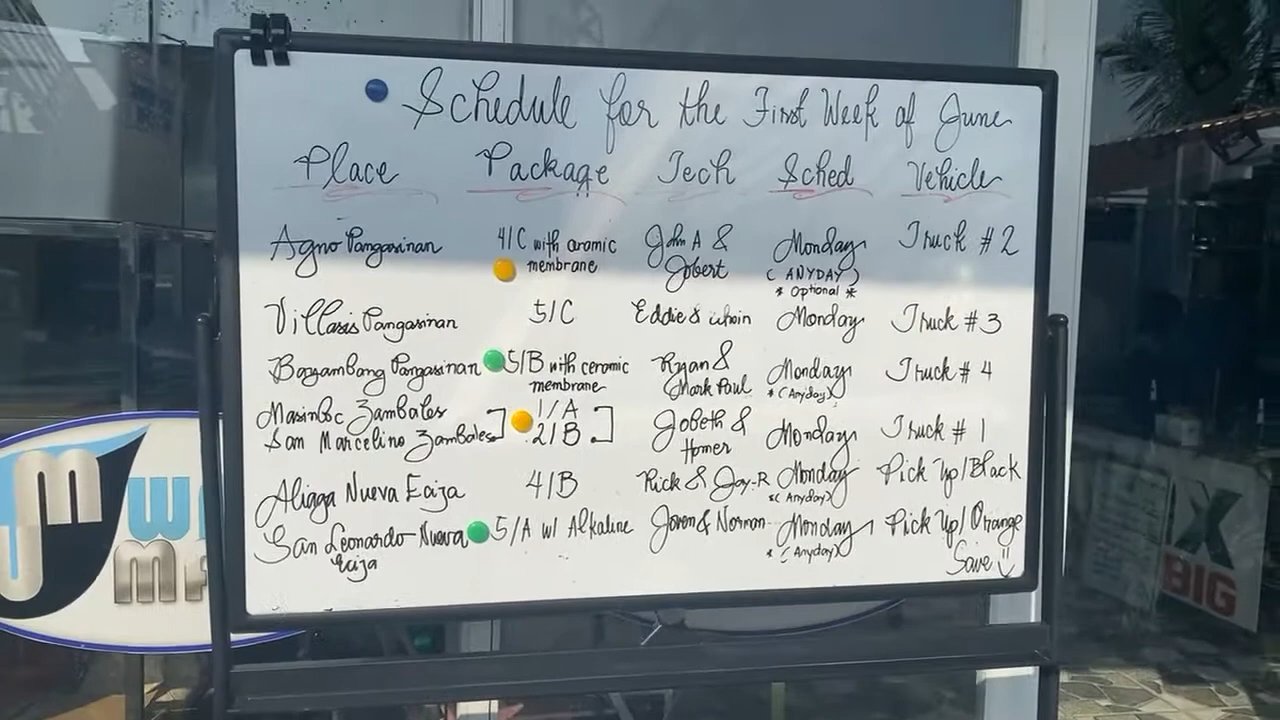 Schedule for the First Week of June
Place Package Tech Sched Vehicle
Agno Pangasinan 4/C with aramic membrane John A & Jobert Monday (ANYDAY) * Optional * Truck #2
Villasis Pangasinan 5/C Eddie & Monday Truck #3
Bayambang Pangasinan 5/B with ceramic membrane Ryan & Mark Paul Monday *(Anyday) Truck #4
Masinloc Zambales 1/A
San Marcelino Zambales 2/B Jobeth & Homer Monday Truck #1
Aliaga Nueva Ecija 4/B Rick & Jay-R Monday *(Anyday) Pick Up/Black
San Leonardo Nueva Ecija 5/A w/ Alkaline Joven & Norman Monday *(Anyday) Pick Up/Orange
Save
X
BIG